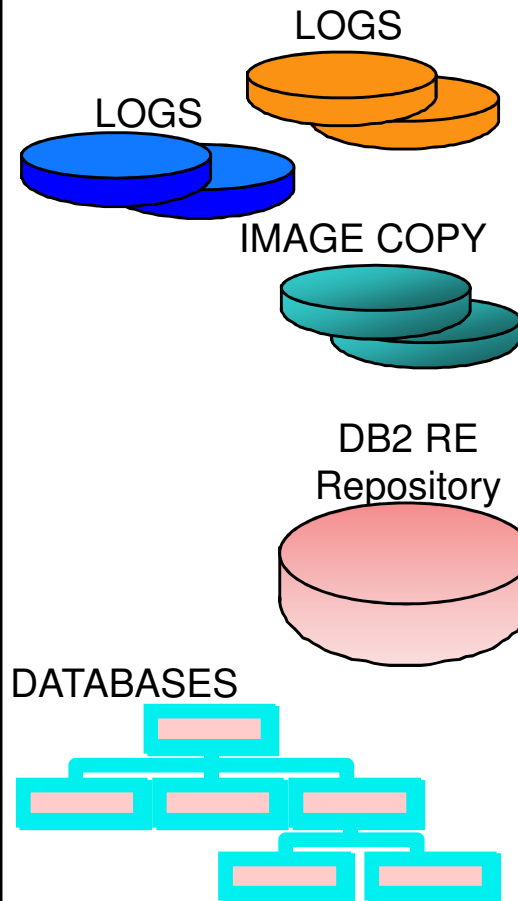 LOGS
LOGS
IMAGE COPY
DB2 RE
Repository
DATABASES